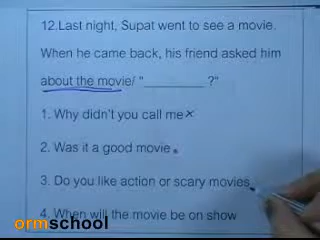 12.Last night, Supat went to see a movie.
When he came back, his friend asked him
about the movie/ "________ ?"
1. Why didn't you call me
2. Was it a good movie
3. Do you like action or scary movies
4. When will the movie be on show
ormschool